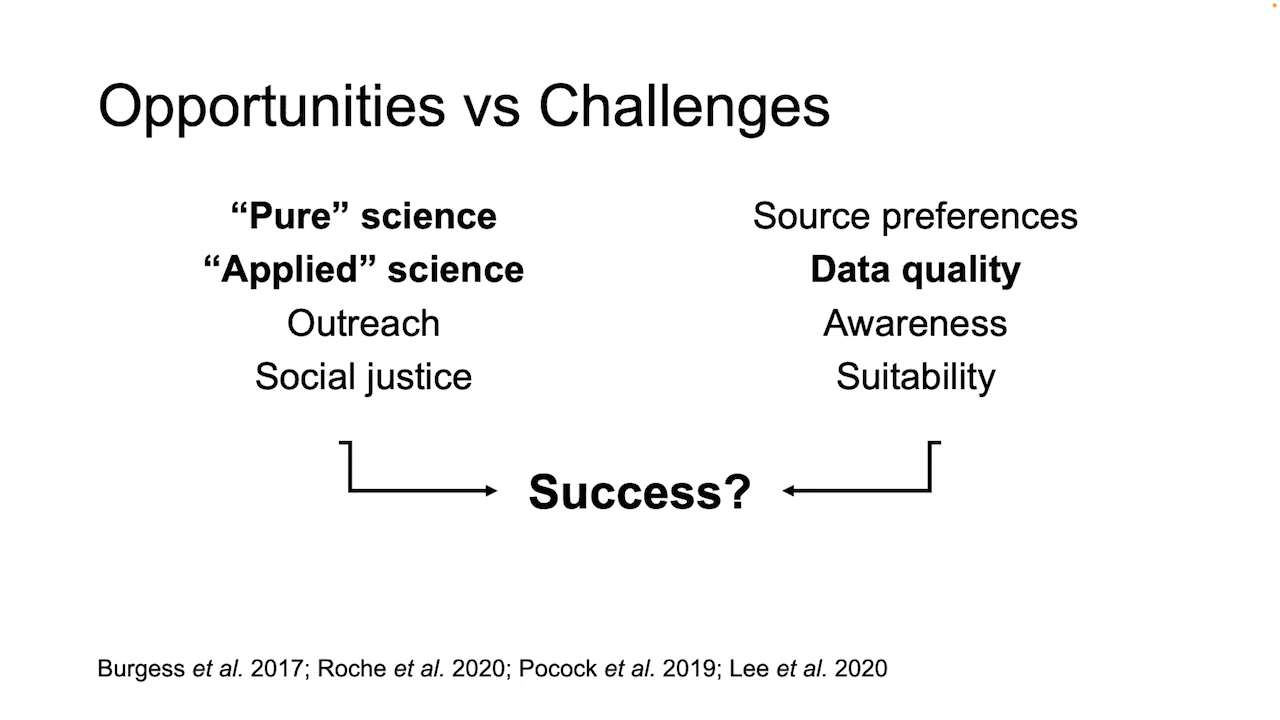 Opportunities vs Challenges
“Pure” science
“Applied” science
Outreach
Social justice
Source preferences
Data quality
Awareness
Suitability
Success?
Burgess et al. 2017; Roche et al. 2020; Pocock et al. 2019; Lee et al. 2020